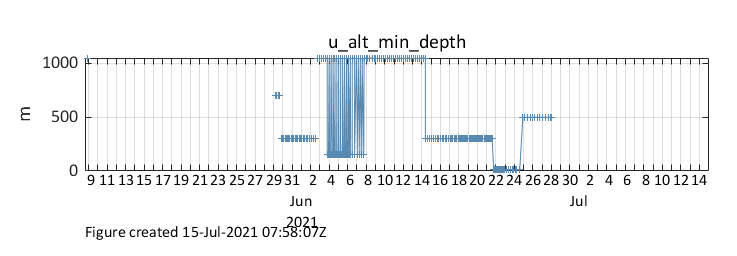 u_alt_min_depth
1000
500
0
m
9 11 13 15 17 19 21 23 25 27 29 31 2 4 6 8 10 12 14 16 18 20 22 24 26 28 30 2 4 6 8 10 12 14
Jun Jul
2021
Figure created 15-Jul-2021 07:58:07Z